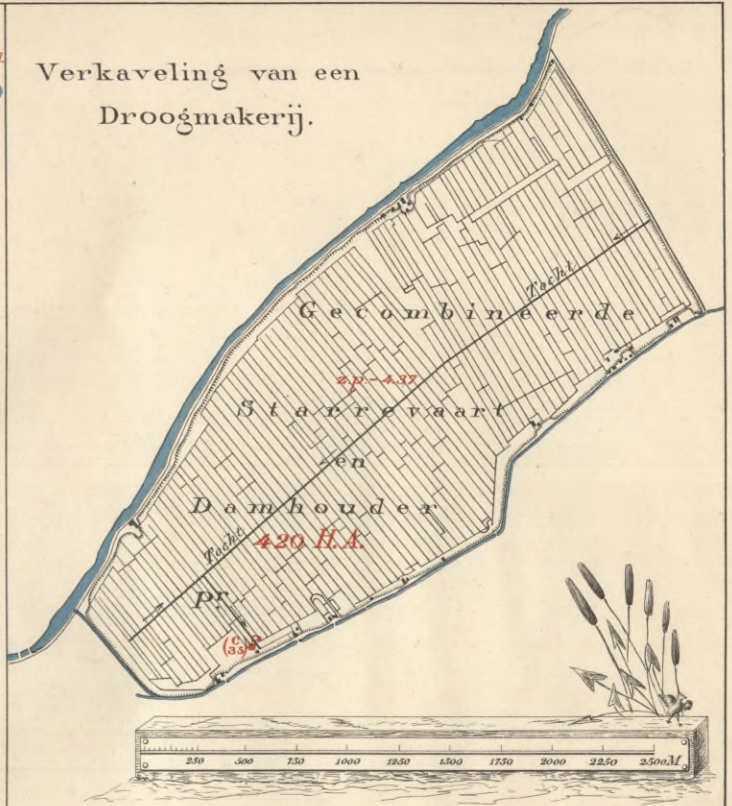 Verkaveling van een
Droogmakerij.
Tocht
Gecombineerde
z.p.-4.37
Starrevaart
en
Damhouder
Tocht
420 H.A.
pr.
250 500 750 1000 1250 1500 1750 2000 2250 2500M